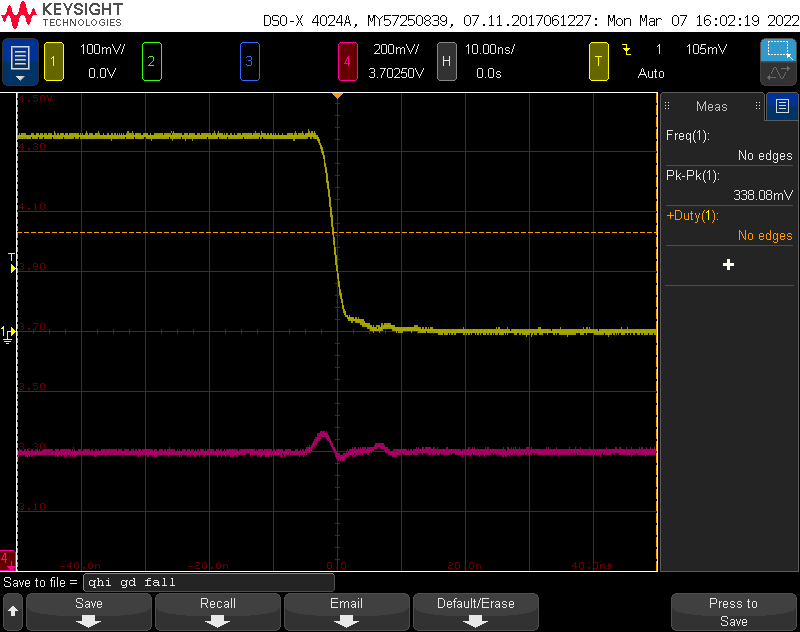 KEYSIGHT
TECHNOLOGIES
DSO-X 4024A, MY57250839, 07.11.2017061227: Mon Mar 07 16:02:19 2022
1 100mV/ 2 3 4 200mV/ H 10.00ns/ T 1 105mV
0.0V 3.70250V 0.0s Auto
4.50V
4.30
4.10
T
3.90
1 3.70
3.50
3.30
3.10
4
-40.0n -20.0n 0.0 20.0n 40.0ns
Meas
Freq(1):
No edges
Pk-Pk(1):
338.08mV
+Duty(1):
No edges
Save to file = qhi gd fall
Save Recall Email Default/Erase Press to
Save